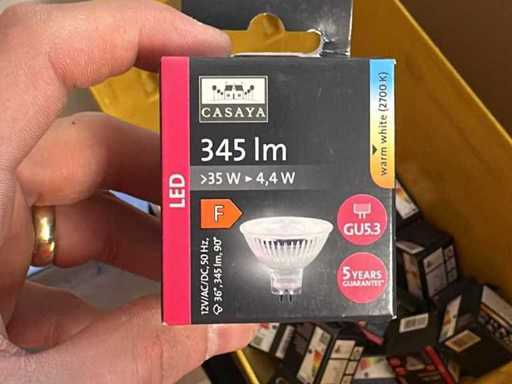 CASAYA
345 lm
>35 W ▸ 4,4 W
LED
warm white (2700 K)
F
GU5.3
5 YEARS
GUARANTEE*
12V/AC/DC, 50 Hz,
36°, 345 lm, 90°